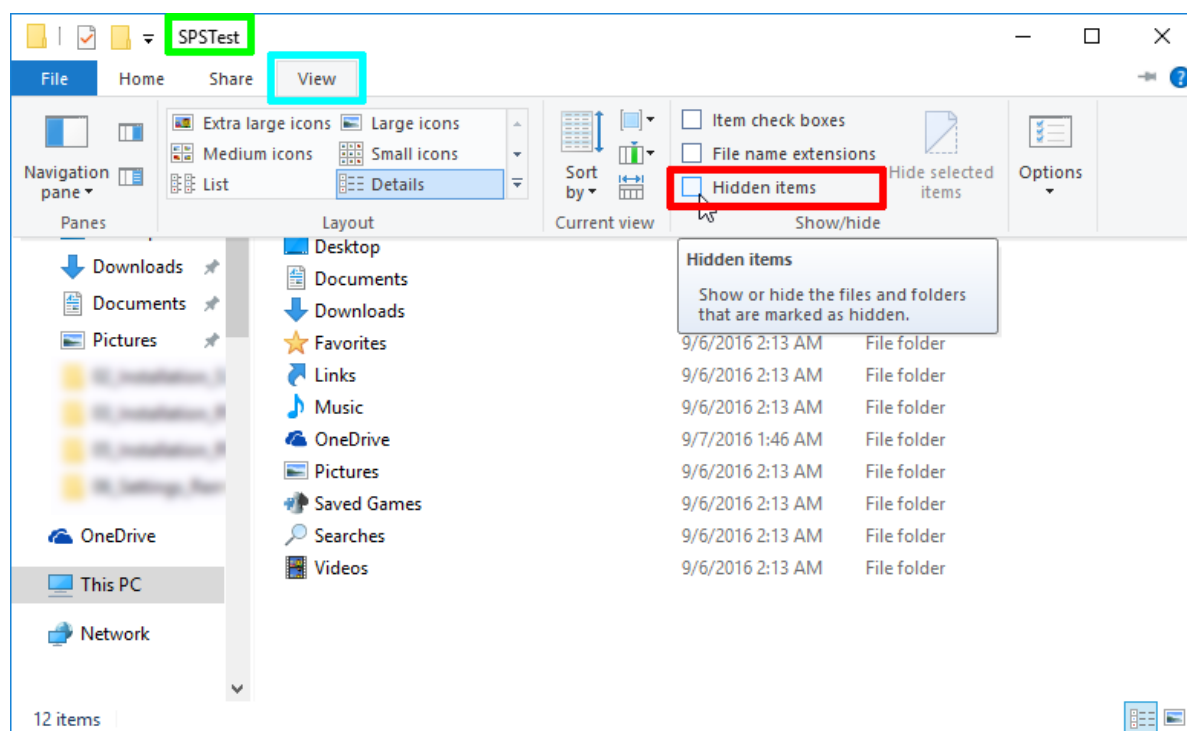 SPSTest
File Home Share View
Extra large icons Large icons
Medium icons Small icons
List Details
Navigation pane
Sort by
Item check boxes
File name extensions
Hidden items
Hide selected items
Options
Panes Layout Current view Show/hide
Hidden items
Show or hide the files and folders
that are marked as hidden.
Downloads
Documents
Pictures
OneDrive
This PC
Network
Desktop
Documents
Downloads
Favorites 9/6/2016 2:13 AM File folder
Links 9/6/2016 2:13 AM File folder
Music 9/6/2016 2:13 AM File folder
OneDrive 9/7/2016 1:46 AM File folder
Pictures 9/6/2016 2:13 AM File folder
Saved Games 9/6/2016 2:13 AM File folder
Searches 9/6/2016 2:13 AM File folder
Videos 9/6/2016 2:13 AM File folder
12 items